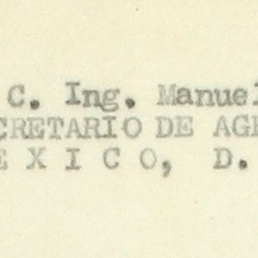 C. Ing. Manuel
CRETARIO DE AG
E X I C O, D.